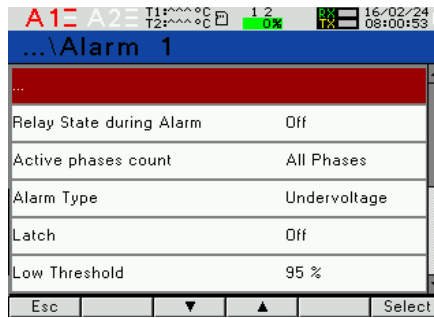 A1 A2 T1:^^^°C 1 2 RX 16/02/24
T2:^^^°C 0% TX 08:00:53
...\Alarm 1
...
Relay State during Alarm Off
Active phases count All Phases
Alarm Type Undervoltage
Latch Off
Low Threshold 95 %
Esc ▼ ▲ Select